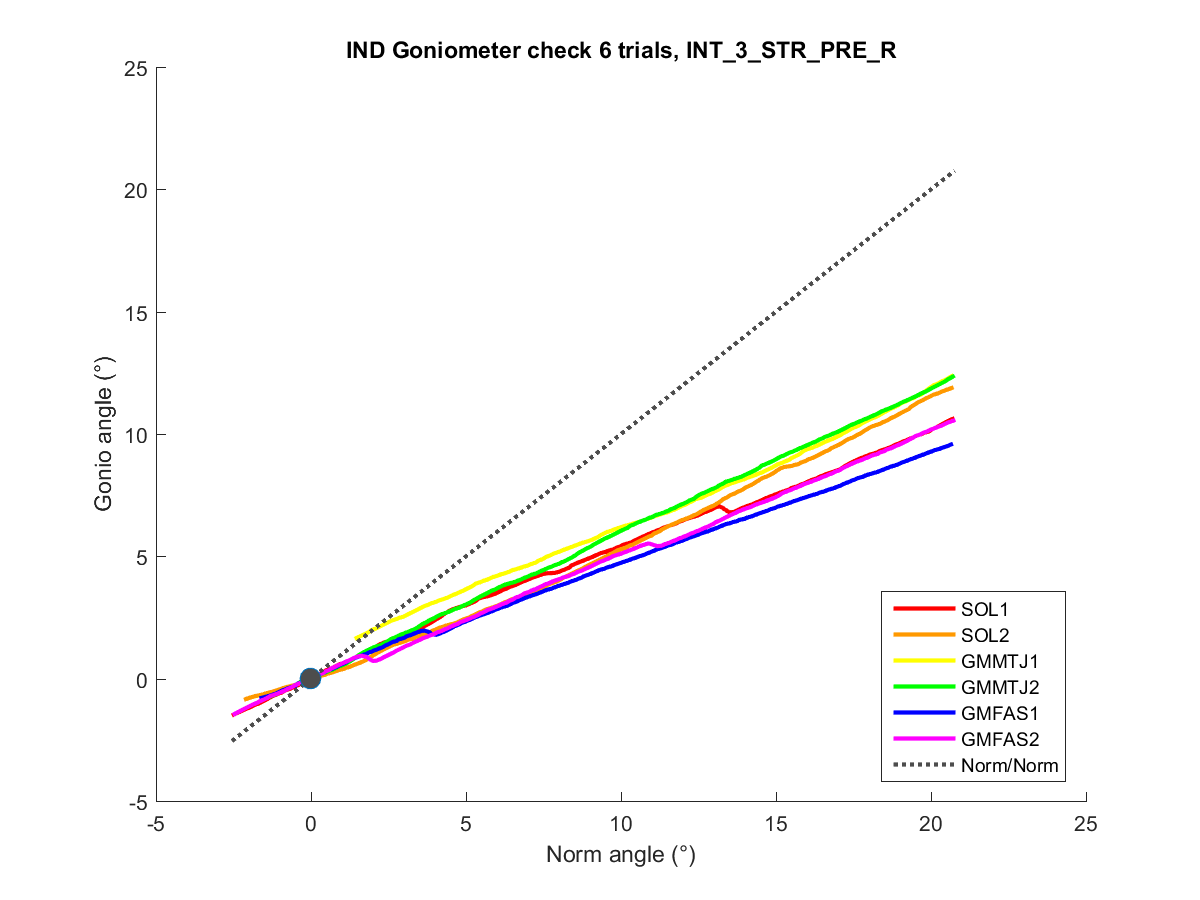 IND Goniometer check 6 trials, INT_3_STR_PRE_R
25
20
15
10
5
0
-5
Gonio angle (°)
-5 0 5 10 15 20 25
Norm angle (°)
SOL1
SOL2
GMMTJ1
GMMTJ2
GMFAS1
GMFAS2
Norm/Norm